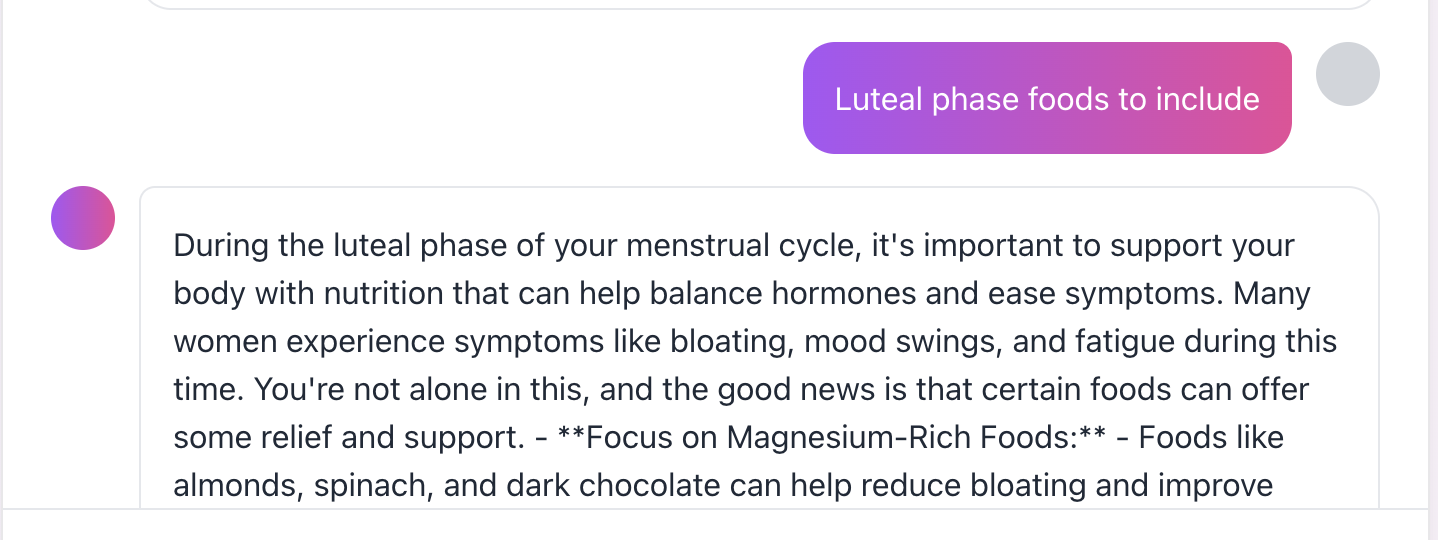 Luteal phase foods to include
During the luteal phase of your menstrual cycle, it's important to support your
body with nutrition that can help balance hormones and ease symptoms. Many
women experience symptoms like bloating, mood swings, and fatigue during this
time. You're not alone in this, and the good news is that certain foods can offer
some relief and support. - **Focus on Magnesium-Rich Foods:** - Foods like
almonds, spinach, and dark chocolate can help reduce bloating and improve